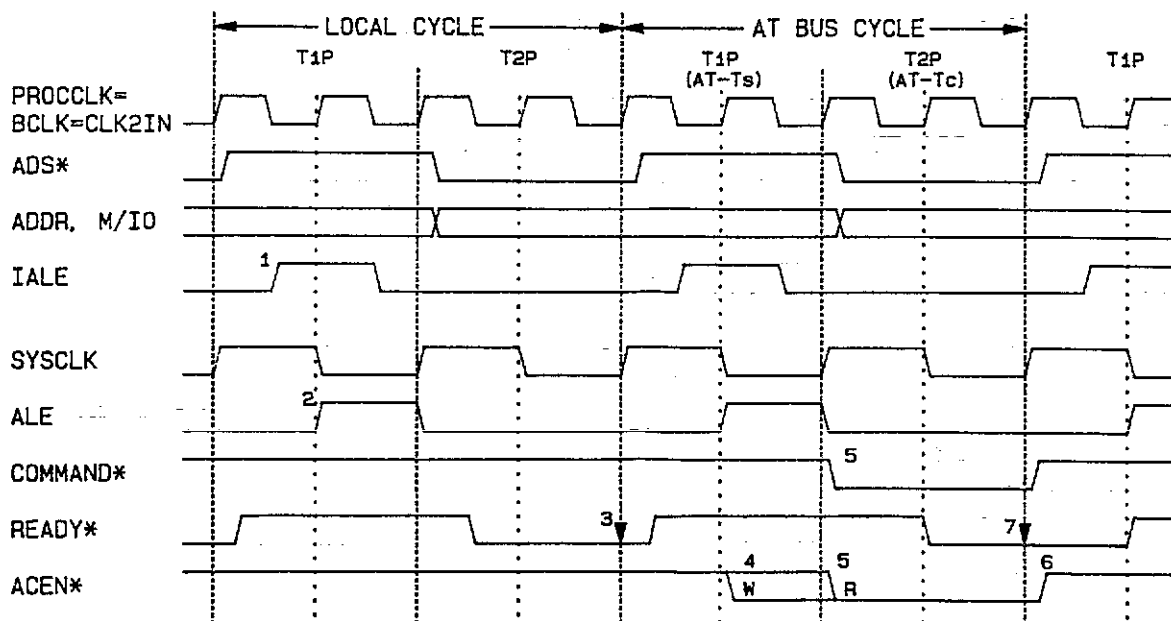 LOCAL CYCLE AT BUS CYCLE
T1P T2P T1P T2P T1P
(AT-Ts) (AT-Tc)
PROCCLK=
BCLK=CLK2IN
ADS*
ADDR, M/IO
1
IALE
SYSCLK
2
ALE
5
COMMAND*
3 7
READY*
4 5 6
ACEN*
W R